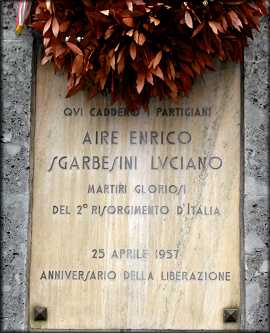 QVI CADDERO I PARTIGIANI
AIRE ENRICO
SGARBESINI LVCIANO
MARTIRI GLORIOSI
DEL 2° RISORGIMENTO D'ITALIA
25 APRILE 1957
ANNIVERSARIO DELLA LIBERAZIONE